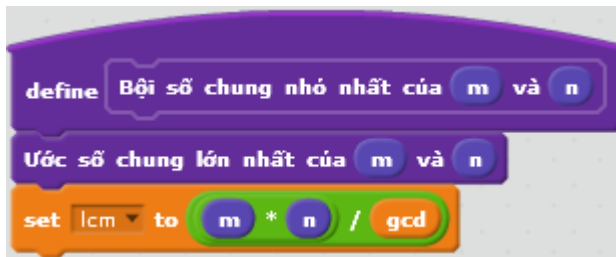 define Bội số chung nhỏ nhất của m và n
Ước số chung lớn nhất của m và n
set lcm to m * n / gcd